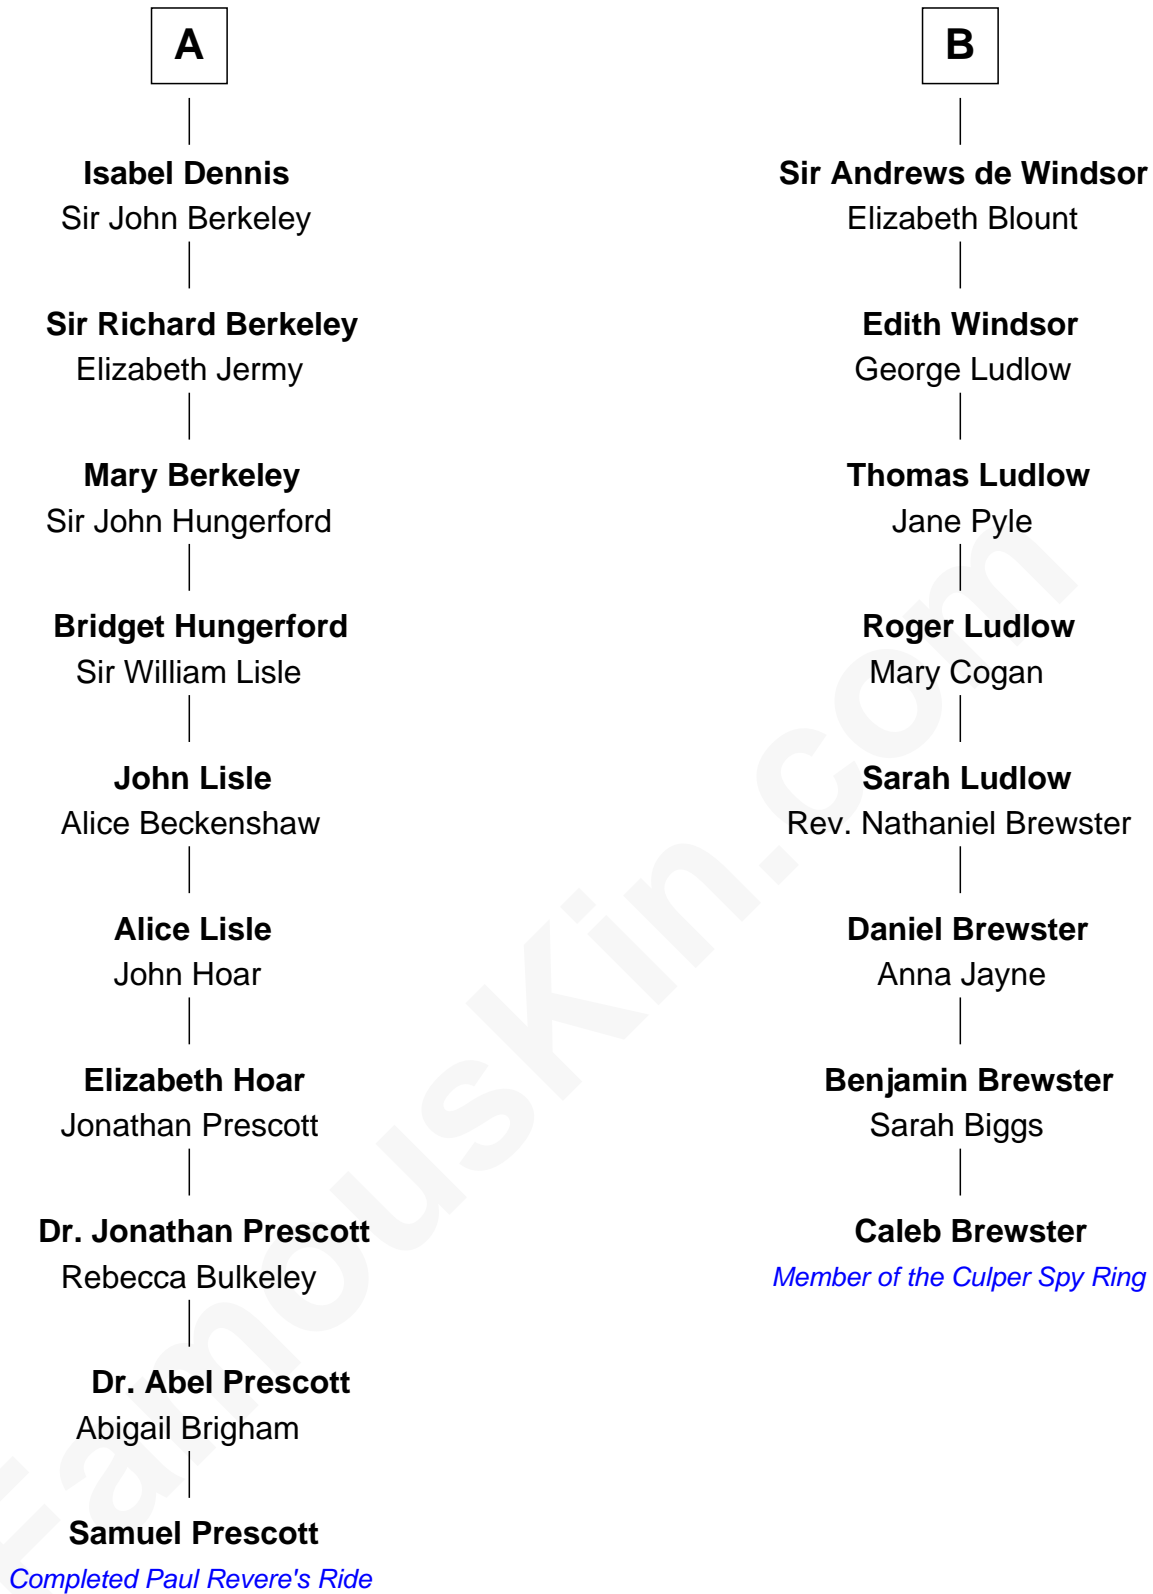 A
Isabel Dennis
Sir John Berkeley
Sir Richard Berkeley
Elizabeth Jermy
Mary Berkeley
Sir John Hungerford
Bridget Hungerford
Sir William Lisle
John Lisle
Alice Beckenshaw
Alice Lisle
John Hoar
Elizabeth Hoar
Jonathan Prescott
Dr. Jonathan Prescott
Rebecca Bulkeley
Dr. Abel Prescott
Abigail Brigham
Samuel Prescott
Completed Paul Revere's Ride
B
Sir Andrews de Windsor
Elizabeth Blount
Edith Windsor
George Ludlow
Thomas Ludlow
Jane Pyle
Roger Ludlow
Mary Cogan
Sarah Ludlow
Rev. Nathaniel Brewster
Daniel Brewster
Anna Jayne
Benjamin Brewster
Sarah Biggs
Caleb Brewster
Member of the Culper Spy Ring
FamousKin.com